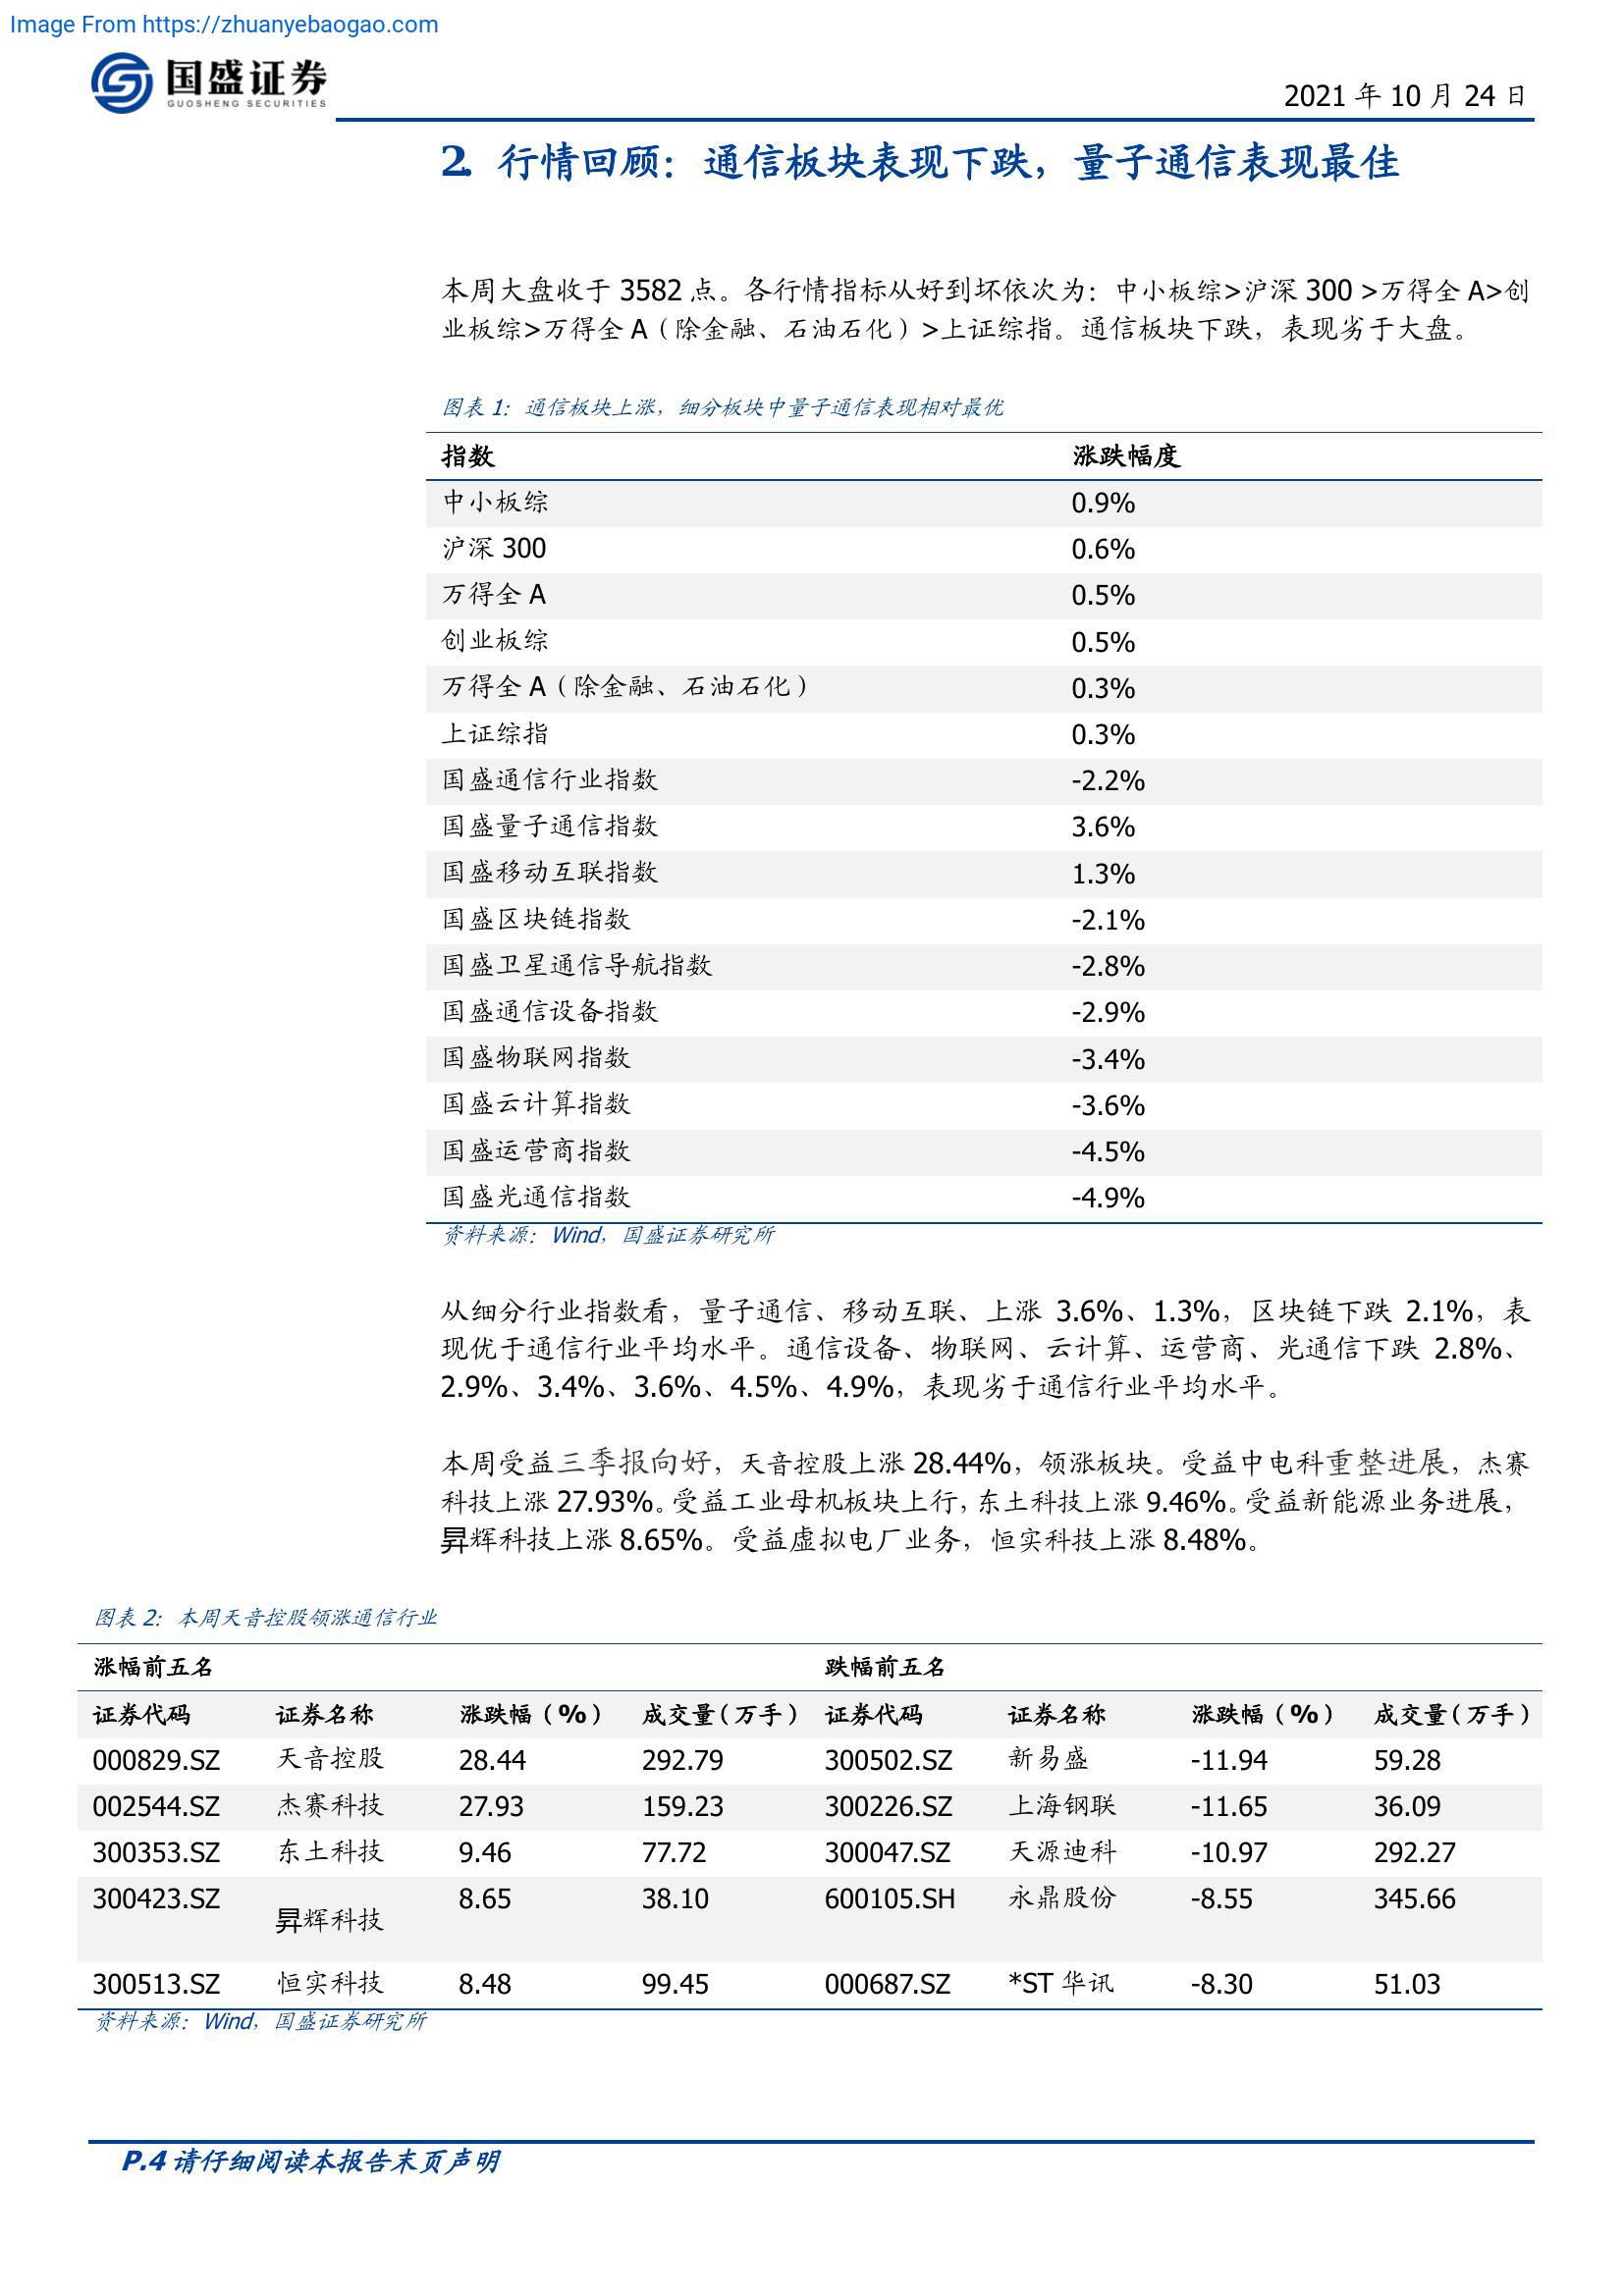 Image From https://zhuanyebaogao.com
国盛证券
GUOSHENG SECURITIES
2021 年 10 月 24 日
2. 行情回顾：通信板块表现下跌，量子通信表现最佳
本周大盘收于 3582 点。各行情指标从好到坏依次为：中小板综>沪深 300 >万得全 A>创
业板综>万得全 A（除金融、石油石化）>上证综指。通信板块下跌，表现劣于大盘。
图表 1：通信板块上涨，细分板块中量子通信表现相对最优
指数 涨跌幅度
中小板综 0.9%
沪深 300 0.6%
万得全 A 0.5%
创业板综 0.5%
万得全 A（除金融、石油石化） 0.3%
上证综指 0.3%
国盛通信行业指数 -2.2%
国盛量子通信指数 3.6%
国盛移动互联指数 1.3%
国盛区块链指数 -2.1%
国盛卫星通信导航指数 -2.8%
国盛通信设备指数 -2.9%
国盛物联网指数 -3.4%
国盛云计算指数 -3.6%
国盛运营商指数 -4.5%
国盛光通信指数 -4.9%
资料来源：Wind，国盛证券研究所
从细分行业指数看，量子通信、移动互联、上涨 3.6%、1.3%，区块链下跌 2.1%，表
现优于通信行业平均水平。通信设备、物联网、云计算、运营商、光通信下跌 2.8%、
2.9%、3.4%、3.6%、4.5%、4.9%，表现劣于通信行业平均水平。
本周受益三季报向好，天音控股上涨 28.44%，领涨板块。受益中电科重整进展，杰赛
科技上涨 27.93%。受益工业母机板块上行，东土科技上涨 9.46%。受益新能源业务进展，
昇辉科技上涨 8.65%。受益虚拟电厂业务，恒实科技上涨 8.48%。
图表 2：本周天音控股领涨通信行业
涨幅前五名 跌幅前五名
证券代码 证券名称 涨跌幅（%） 成交量（万手） 证券代码 证券名称 涨跌幅（%） 成交量（万手）
000829.SZ 天音控股 28.44 292.79 300502.SZ 新易盛 -11.94 59.28
002544.SZ 杰赛科技 27.93 159.23 300226.SZ 上海钢联 -11.65 36.09
300353.SZ 东土科技 9.46 77.72 300047.SZ 天源迪科 -10.97 292.27
300423.SZ 昇辉科技 8.65 38.10 600105.SH 永鼎股份 -8.55 345.66
300513.SZ 恒实科技 8.48 99.45 000687.SZ *ST 华讯 -8.30 51.03
资料来源：Wind，国盛证券研究所
P.4 请仔细阅读本报告末页声明